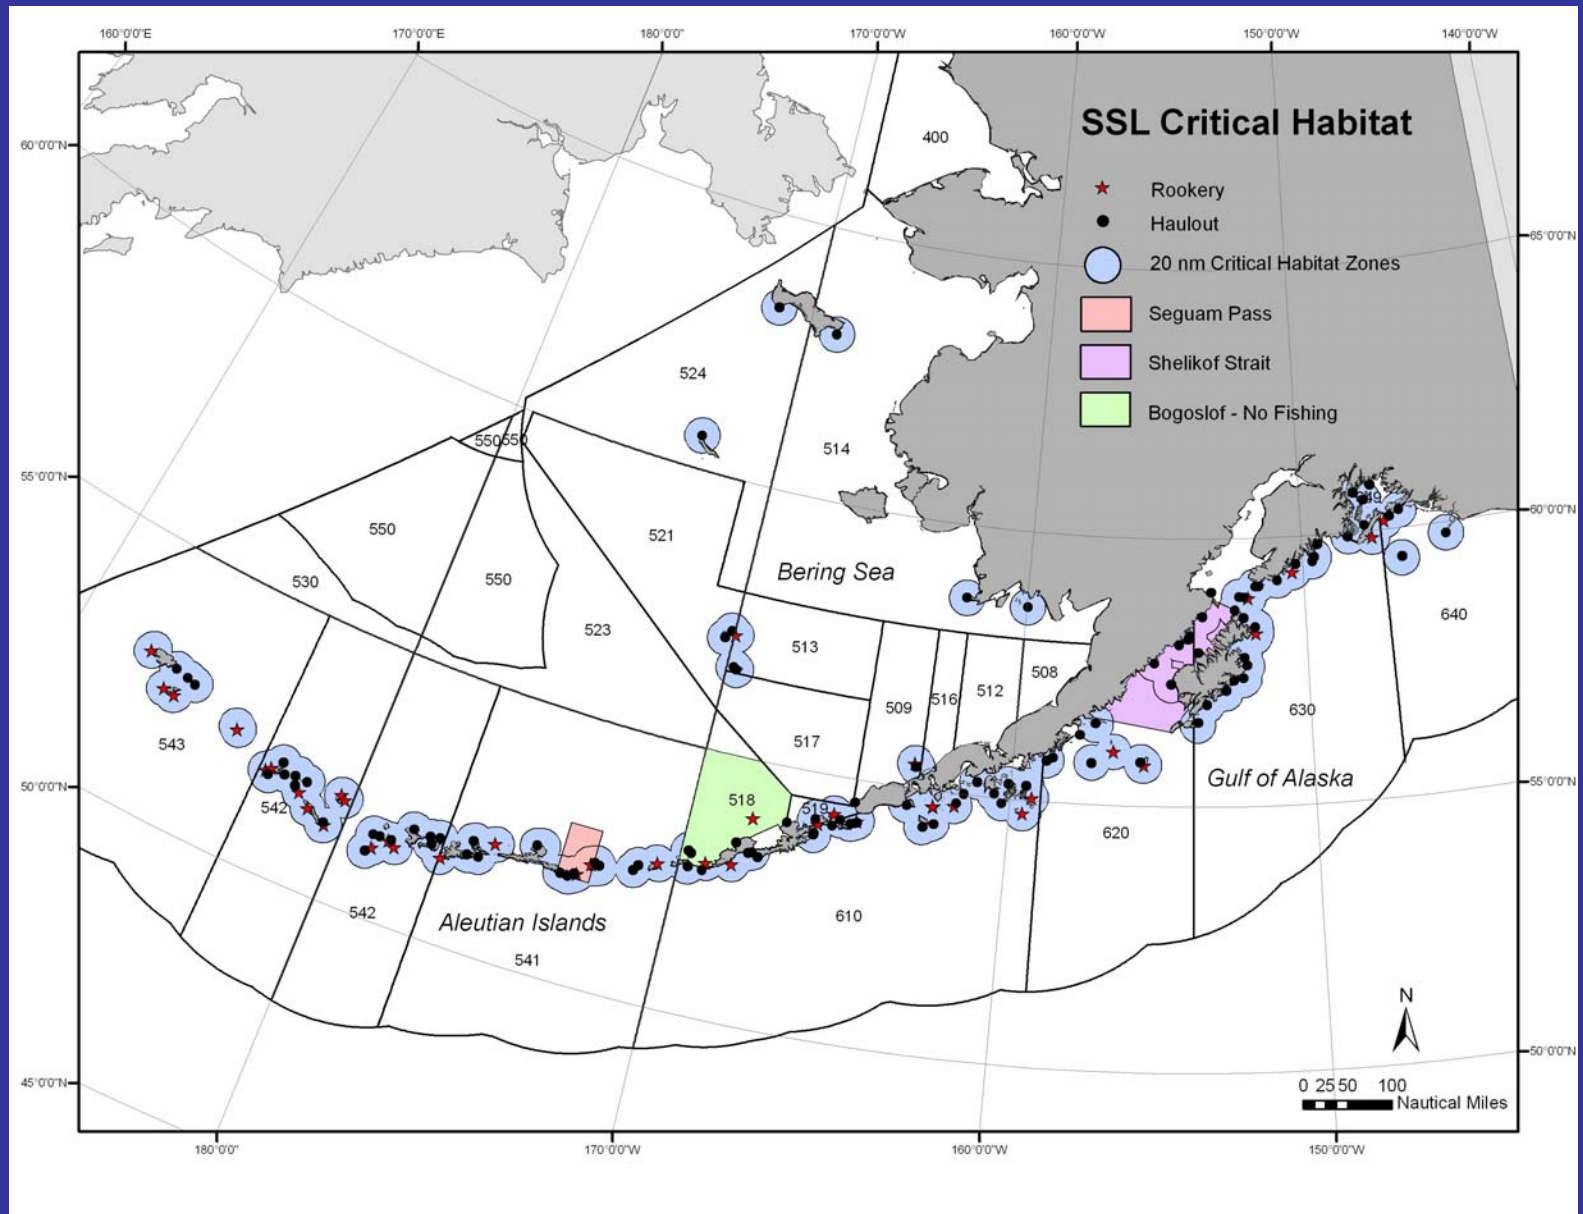 160°0'0"E
170°0'0"E
180°0'0"
170°0'0"W
160°0'0"W
150°0'0"W
140°0'0"W
SSL Critical Habitat
400
60°0'0"N
Rookery
Haulout
65°0'0"N
20 nm Critical Habitat Zones
Seguam Pass
Shelikof Strait
524
Bogoslof - No Fishing
550
514
55°0'0"N
60°0'0"N
550
521
Bering Sea
530
550
640
523
513
508
512
516
509
630
543
517
Gulf of Alaska
55°0'0"N
50°0'0"N
518
519
542
620
542
610
Aleutian Islands
541
N
50°0'0"N
45°0'0"N
0 25 50 100
Nautical Miles
180°0'0"
170°0'0"W
160°0'0"W
150°0'0"W